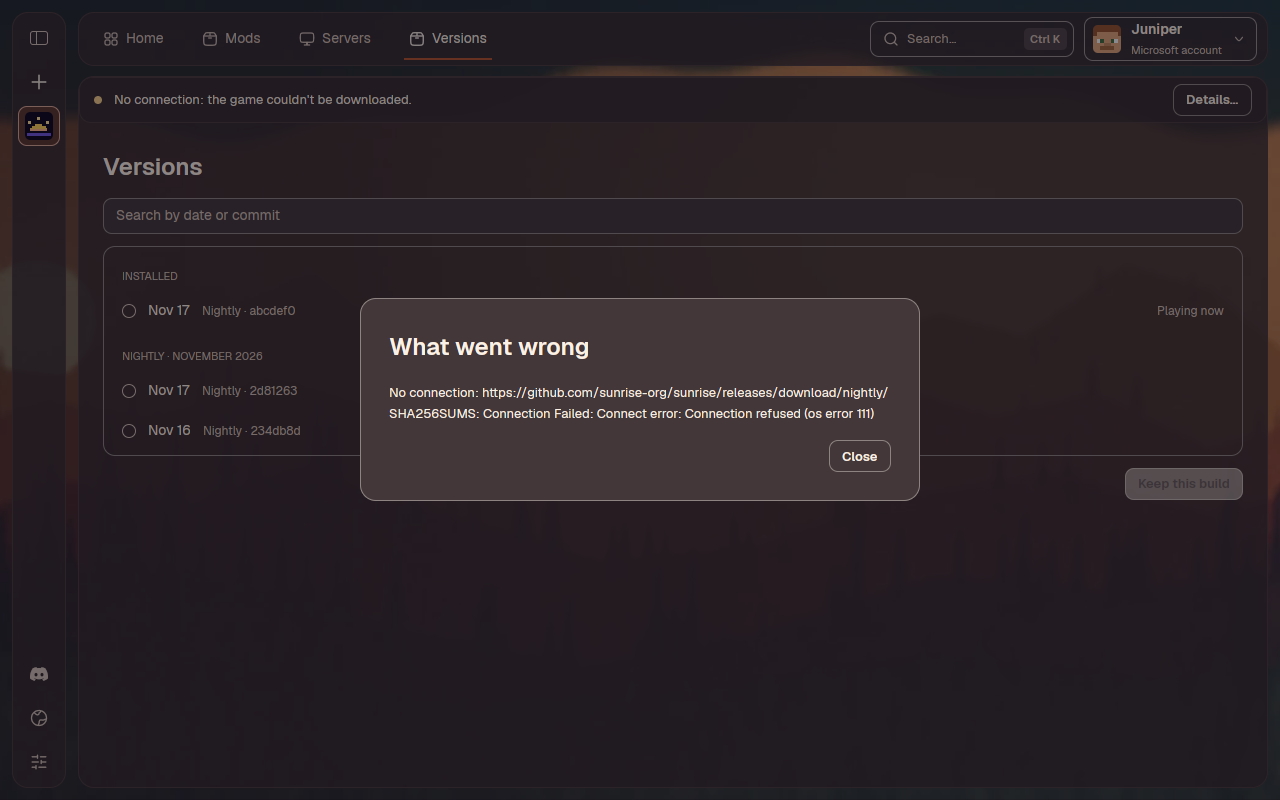 Home
Mods
Servers
Versions
Search...
Ctrl K
Juniper
Microsoft account
No connection: the game couldn't be downloaded.
Details...
Versions
Search by date or commit
INSTALLED
Nov 17 Nightly · abcdef0
Playing now
NIGHTLY · NOVEMBER 2026
Nov 17 Nightly · 2d81263
Nov 16 Nightly · 234db8d
Keep this build
What went wrong
No connection: https://github.com/sunrise-org/sunrise/releases/download/nightly/
SHA256SUMS: Connection Failed: Connect error: Connection refused (os error 111)
Close